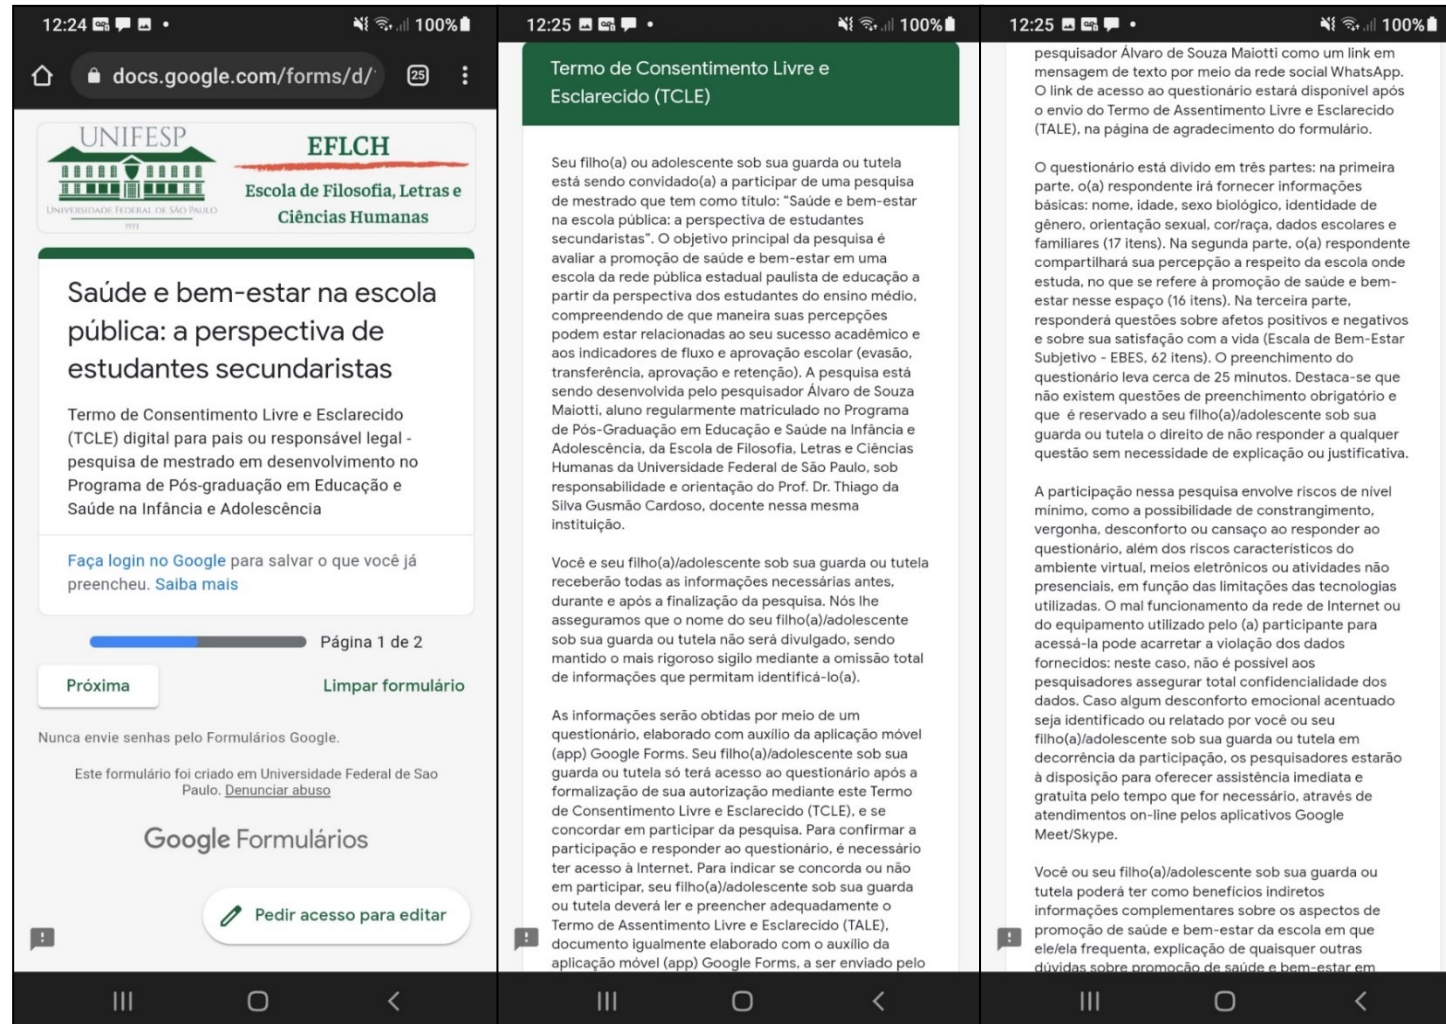 12:24
100%
docs.google.com/forms/d/
25
UNIFESP
UNIVERSIDADE FEDERAL DE SÃO PAULO
1933
EFLCH
Escola de Filosofia, Letras e
Ciências Humanas
Saúde e bem-estar na escola
pública: a perspectiva de
estudantes secundaristas
Termo de Consentimento Livre e Esclarecido
(TCLE) digital para pais ou responsável legal -
pesquisa de mestrado em desenvolvimento no
Programa de Pós-graduação em Educação e
Saúde na Infância e Adolescência
Faça login no Google para salvar o que você já
preencheu. Saiba mais
Página 1 de 2
Próxima
Limpar formulário
Nunca envie senhas pelo Formulários Google.
Este formulário foi criado em Universidade Federal de Sao
Paulo. Denunciar abuso
Google Formulários
Pedir acesso para editar
12:25
100%
Termo de Consentimento Livre e
Esclarecido (TCLE)
Seu filho(a) ou adolescente sob sua guarda ou tutela
está sendo convidado(a) a participar de uma pesquisa
de mestrado que tem como título: “Saúde e bem-estar
na escola pública: a perspectiva de estudantes
secundaristas”. O objetivo principal da pesquisa é
avaliar a promoção de saúde e bem-estar em uma
escola da rede pública estadual paulista de educação a
partir da perspectiva dos estudantes do ensino médio,
compreendendo de que maneira suas percepções
podem estar relacionadas ao seu sucesso acadêmico e
aos indicadores de fluxo e aprovação escolar (evasão,
transferência, aprovação e retenção). A pesquisa está
sendo desenvolvida pelo pesquisador Álvaro de Souza
Maiotti, aluno regularmente matriculado no Programa
de Pós-Graduação em Educação e Saúde na Infância e
Adolescência, da Escola de Filosofia, Letras e Ciências
Humanas da Universidade Federal de São Paulo, sob
responsabilidade e orientação do Prof. Dr. Thiago da
Silva Gusmão Cardoso, docente nessa mesma
instituição.
Você e seu filho(a)/adolescente sob sua guarda ou tutela
receberão todas as informações necessárias antes,
durante e após a finalização da pesquisa. Nós lhe
asseguramos que o nome do seu filho(a)/adolescente
sob sua guarda ou tutela não será divulgado, sendo
mantido o mais rigoroso sigilo mediante a omissão total
de informações que permitam identificá-lo(a).
As informações serão obtidas por meio de um
questionário, elaborado com auxílio da aplicação móvel
(app) Google Forms. Seu filho(a)/adolescente sob sua
guarda ou tutela só terá acesso ao questionário após a
formalização de sua autorização mediante este Termo
de Consentimento Livre e Esclarecido (TCLE), e se
concordar em participar da pesquisa. Para confirmar a
participação e responder ao questionário, é necessário
ter acesso à Internet. Para indicar se concorda ou não
em participar, seu filho(a)/adolescente sob sua guarda
ou tutela deverá ler e preencher adequadamente o
Termo de Assentimento Livre e Esclarecido (TALE),
documento igualmente elaborado com o auxílio da
aplicação móvel (app) Google Forms, a ser enviado pelo
12:25
100%
pesquisador Álvaro de Souza Maiotti como um link em
mensagem de texto por meio da rede social WhatsApp.
O link de acesso ao questionário estará disponível após
o envio do Termo de Assentimento Livre e Esclarecido
(TALE), na página de agradecimento do formulário.
O questionário está divido em três partes: na primeira
parte, o(a) respondente irá fornecer informações
básicas: nome, idade, sexo biológico, identidade de
gênero, orientação sexual, cor/raça, dados escolares e
familiares (17 itens). Na segunda parte, o(a) respondente
compartilhará sua percepção a respeito da escola onde
estuda, no que se refere à promoção de saúde e bem-
estar nesse espaço (16 itens). Na terceira parte,
responderá questões sobre afetos positivos e negativos
e sobre sua satisfação com a vida (Escala de Bem-Estar
Subjetivo - EBES, 62 itens). O preenchimento do
questionário leva cerca de 25 minutos. Destaca-se que
não existem questões de preenchimento obrigatório e
que é reservado a seu filho(a)/adolescente sob sua
guarda ou tutela o direito de não responder a qualquer
questão sem necessidade de explicação ou justificativa.
A participação nessa pesquisa envolve riscos de nível
mínimo, como a possibilidade de constrangimento,
vergonha, desconforto ou cansaço ao responder ao
questionário, além dos riscos característicos do
ambiente virtual, meios eletrônicos ou atividades não
presenciais, em função das limitações das tecnologias
utilizadas. O mal funcionamento da rede de Internet ou
do equipamento utilizado pelo (a) participante para
acessá-la pode acarretar a violação dos dados
fornecidos: neste caso, não é possível aos
pesquisadores assegurar total confidencialidade dos
dados. Caso algum desconforto emocional acentuado
seja identificado ou relatado por você ou seu
filho(a)/adolescente sob sua guarda ou tutela em
decorrência da participação, os pesquisadores estarão
à disposição para oferecer assistência imediata e
gratuita pelo tempo que for necessário, através de
atendimentos on-line pelos aplicativos Google
Meet/Skype.
Você ou seu filho(a)/adolescente sob sua guarda ou
tutela poderá ter como benefícios indiretos
informações complementares sobre os aspectos de
promoção de saúde e bem-estar da escola em que
ele/ela frequenta, explicação de quaisquer outras
dúvidas sobre promoção de saúde e bem-estar em